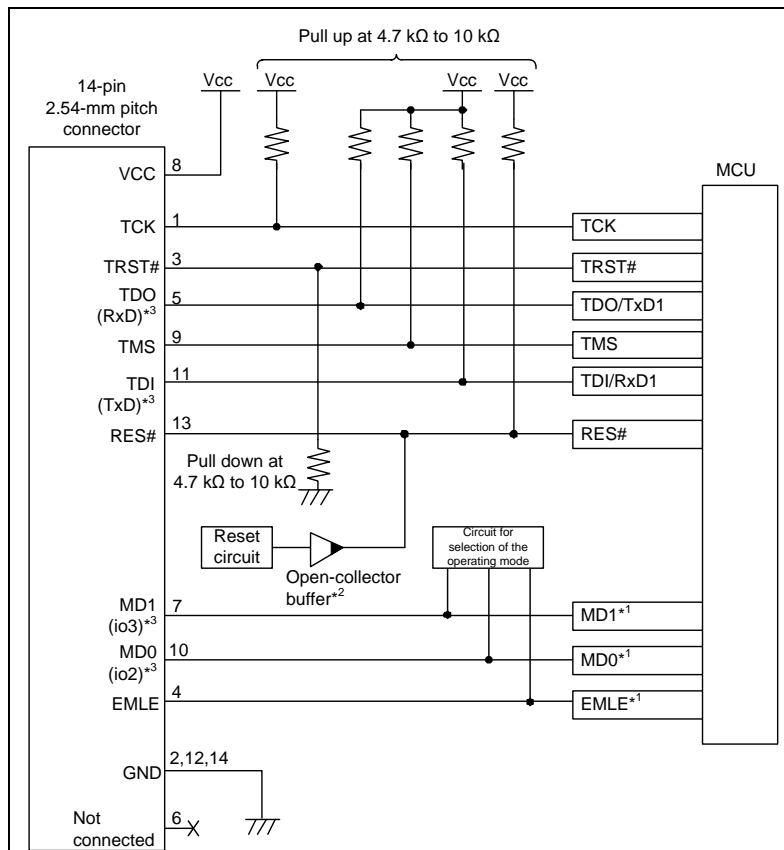 Pull up at 4.7 kΩ to 10 kΩ
Vcc
Vcc
Vcc
Vcc
14-pin
2.54-mm pitch
connector
MCU
VCC
8
TCK
1
TCK
TRST#
3
TRST#
TDO
(RxD)*3
5
TDO/TxD1
TMS
9
TMS
TDI
(TxD)*3
11
TDI/RxD1
RES#
13
RES#
Pull down at
4.7 kΩ to 10 kΩ
Reset
circuit
Open-collector
buffer*2
Circuit for
selection of the
operating mode
MD1
(io3)*3
7
MD1*1
MD0
(io2)*3
10
MD0*1
EMLE
4
EMLE*1
GND
2,12,14
Not
connected
6